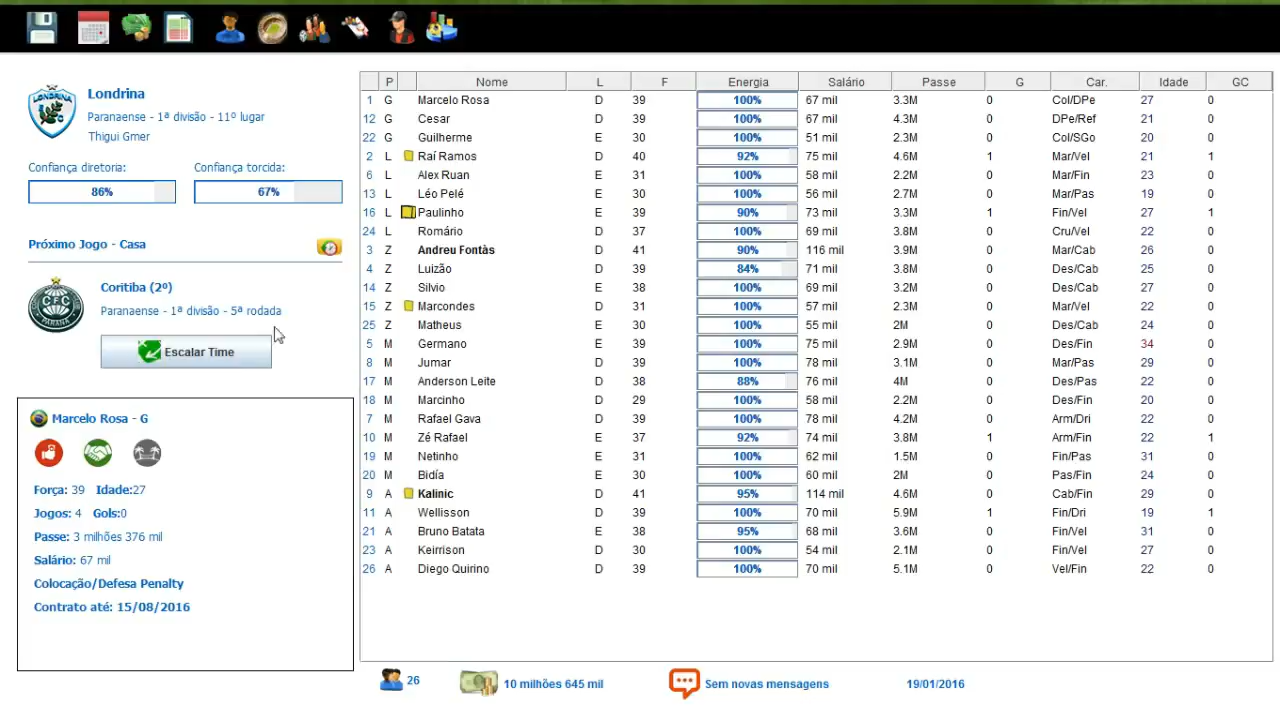 Londrina
Paranaense - 1ª divisão - 11º lugar
Thigui Gmer
Confiança diretoria: Confiança torcida:
86% 67%
Próximo Jogo - Casa
Coritiba (2º)
Paranaense - 1ª divisão - 5ª rodada
Escalar Time
Marcelo Rosa - G
Força: 39 Idade:27
Jogos: 4 Gols:0
Passe: 3 milhões 376 mil
Salário: 67 mil
Colocação/Defesa Penalty
Contrato até: 15/08/2016
P Nome L F Energia Salário Passe G Car. Idade GC
1 G Marcelo Rosa D 39 100% 67 mil 3.3M 0 Col/DPe 27 0
12 G Cesar D 39 100% 67 mil 4.3M 0 DPe/Ref 21 0
22 G Guilherme E 30 100% 51 mil 2.3M 0 Col/SGo 20 0
2 L Raí Ramos D 40 92% 75 mil 4.6M 1 Mar/Vel 21 1
6 L Alex Ruan E 31 100% 58 mil 2.2M 0 Mar/Fin 23 0
13 L Léo Pelé E 30 100% 56 mil 2.7M 0 Mar/Pas 19 0
16 L Paulinho E 39 90% 73 mil 3.3M 1 Fin/Vel 27 1
24 L Romário D 37 100% 69 mil 3.8M 0 Cru/Vel 22 0
3 Z Andreu Fontàs D 41 90% 116 mil 3.9M 0 Mar/Cab 26 0
4 Z Luizão D 39 84% 71 mil 3.8M 0 Des/Cab 25 0
14 Z Silvio E 38 100% 69 mil 3.2M 0 Des/Cab 27 0
15 Z Marcondes D 31 100% 57 mil 2.3M 0 Mar/Vel 22 0
25 Z Matheus E 30 100% 55 mil 2M 0 Des/Cab 24 0
5 M Germano E 39 100% 75 mil 2.9M 0 Des/Fin 34 0
8 M Jumar D 39 100% 78 mil 3.1M 0 Mar/Pas 29 0
17 M Anderson Leite D 38 88% 76 mil 4M 0 Des/Pas 22 0
18 M Marcinho D 29 100% 58 mil 2.2M 0 Des/Fin 20 0
7 M Rafael Gava D 39 100% 78 mil 4.2M 0 Arm/Dri 22 0
10 M Zé Rafael E 37 92% 74 mil 3.8M 1 Arm/Fin 22 1
19 M Netinho E 31 100% 62 mil 1.5M 0 Fin/Pas 31 0
20 M Bidía E 30 100% 60 mil 2M 0 Pas/Fin 24 0
9 A Kalinic D 41 95% 114 mil 4.6M 0 Cab/Fin 29 0
11 A Wellisson D 39 100% 70 mil 5.9M 1 Fin/Dri 19 1
21 A Bruno Batata E 38 95% 68 mil 3.6M 0 Fin/Vel 31 0
23 A Keirrison D 30 100% 54 mil 2.1M 0 Fin/Vel 27 0
26 A Diego Quirino D 39 100% 70 mil 5.1M 0 Vel/Fin 22 0
26 10 milhões 645 mil Sem novas mensagens 19/01/2016